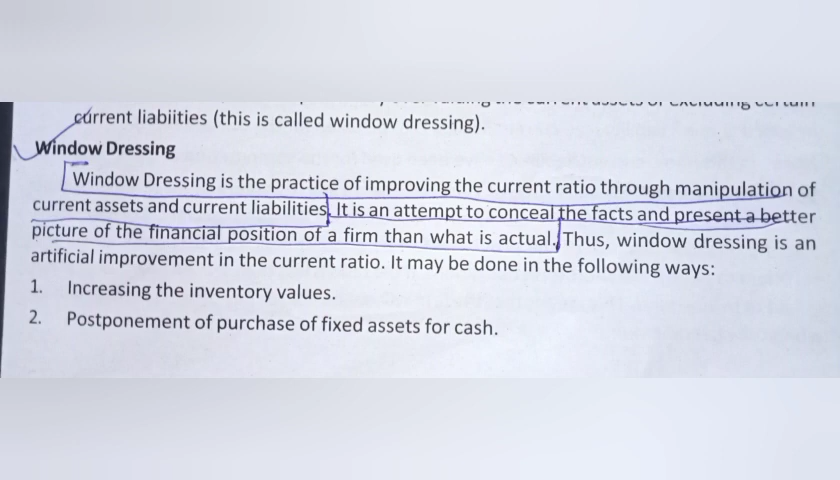 current liabiities (this is called window dressing).
Window Dressing
Window Dressing is the practice of improving the current ratio through manipulation of
current assets and current liabilities. It is an attempt to conceal the facts and present a better
picture of the financial position of a firm than what is actual. Thus, window dressing is an
artificial improvement in the current ratio. It may be done in the following ways:
1. Increasing the inventory values.
2. Postponement of purchase of fixed assets for cash.